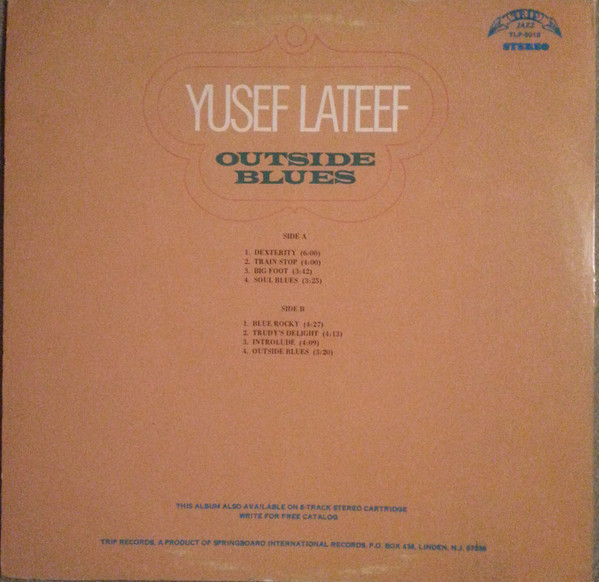 TRIP
JAZZ
TLP-5018
STEREO
YUSEF LATEEF
OUTSIDE
BLUES
SIDE A
1. DEXTERITY (6:00)
2. TRAIN STOP (4:00)
3. BIG FOOT (3:42)
4. SOUL BLUES (3:23)
SIDE B
1. BLUE ROCKY (4:27)
2. TRUDY'S DELIGHT (4:13)
3. INTROLUDE (4:09)
4. OUTSIDE BLUES (3:20)
THIS ALBUM ALSO AVAILABLE ON 8-TRACK STEREO CARTRIDGE
WRITE FOR FREE CATALOG
TRIP RECORDS, A PRODUCT OF SPRINGBOARD INTERNATIONAL RECORDS, P.O. BOX 436, LINDEN, N.J. 07036